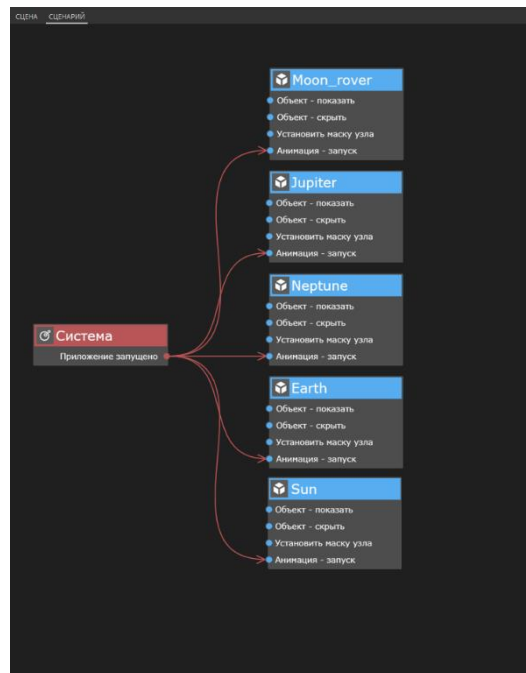 СЦЕНА СЦЕНАРИЙ
Moon_rover
Объект - показать
Объект - скрыть
Установить маску узла
Анимация - запуск
Jupiter
Объект - показать
Объект - скрыть
Установить маску узла
Анимация - запуск
Neptune
Объект - показать
Объект - скрыть
Установить маску узла
Анимация - запуск
Система
Приложение запущено
Earth
Объект - показать
Объект - скрыть
Установить маску узла
Анимация - запуск
Sun
Объект - показать
Объект - скрыть
Установить маску узла
Анимация - запуск